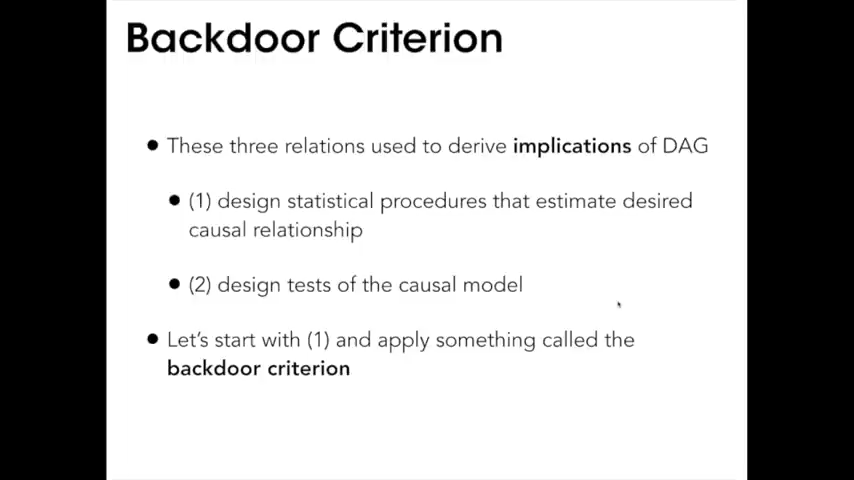 Backdoor Criterion
• These three relations used to derive implications of DAG
• (1) design statistical procedures that estimate desired
causal relationship
• (2) design tests of the causal model
• Let's start with (1) and apply something called the
backdoor criterion